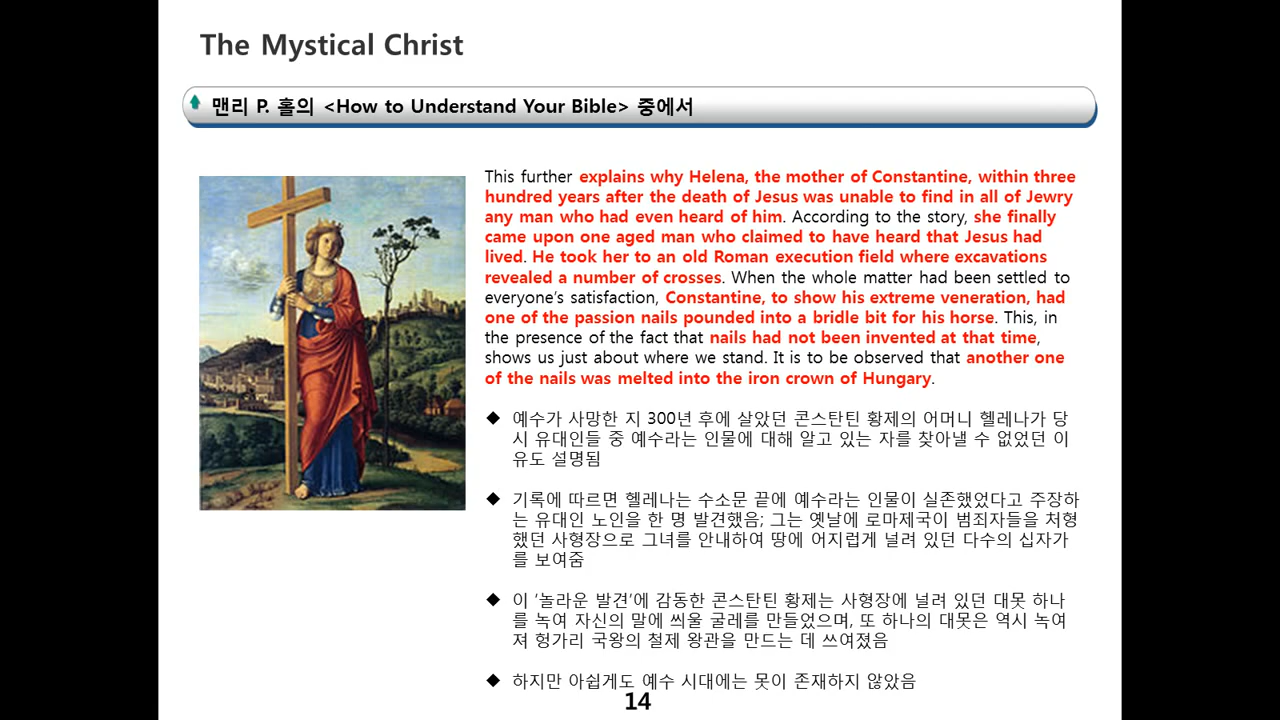 The Mystical Christ
맨리 P. 홀의 <How to Understand Your Bible> 중에서
This further explains why Helena, the mother of Constantine, within three
hundred years after the death of Jesus was unable to find in all of Jewry
any man who had even heard of him. According to the story, she finally
came upon one aged man who claimed to have heard that Jesus had
lived. He took her to an old Roman execution field where excavations
revealed a number of crosses. When the whole matter had been settled to
everyone’s satisfaction, Constantine, to show his extreme veneration, had
one of the passion nails pounded into a bridle bit for his horse. This, in
the presence of the fact that nails had not been invented at that time,
shows us just about where we stand. It is to be observed that another one
of the nails was melted into the iron crown of Hungary.
◆ 예수가 사망한 지 300년 후에 살았던 콘스탄틴 황제의 어머니 헬레나가 당
시 유대인들 중 예수라는 인물에 대해 알고 있는 자를 찾아낼 수 없었던 이
유도 설명됨
◆ 기록에 따르면 헬레나는 수소문 끝에 예수라는 인물이 실존했었다고 주장하
는 유대인 노인을 한 명 발견했음; 그는 옛날에 로마제국이 범죄자들을 처형
했던 사형장으로 그녀를 안내하여 땅에 어지럽게 널려 있던 다수의 십자가
를 보여줌
◆ 이 ‘놀라운 발견’에 감동한 콘스탄틴 황제는 사형장에 널려 있던 대못 하나
를 녹여 자신의 말에 씌울 굴레를 만들었으며, 또 하나의 대못은 역시 녹여
져 헝가리 국왕의 철제 왕관을 만드는 데 쓰여졌음
◆ 하지만 아쉽게도 예수 시대에는 못이 존재하지 않았음
14